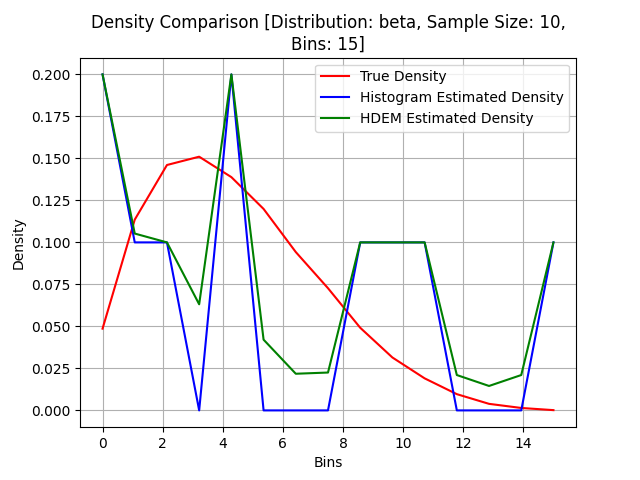 Density Comparison [Distribution: beta, Sample Size: 10,
Bins: 15]
True Density
Histogram Estimated Density
HDEM Estimated Density
Density
0.200
0.175
0.150
0.125
0.100
0.075
0.050
0.025
0.000
0 2 4 6 8 10 12 14
Bins